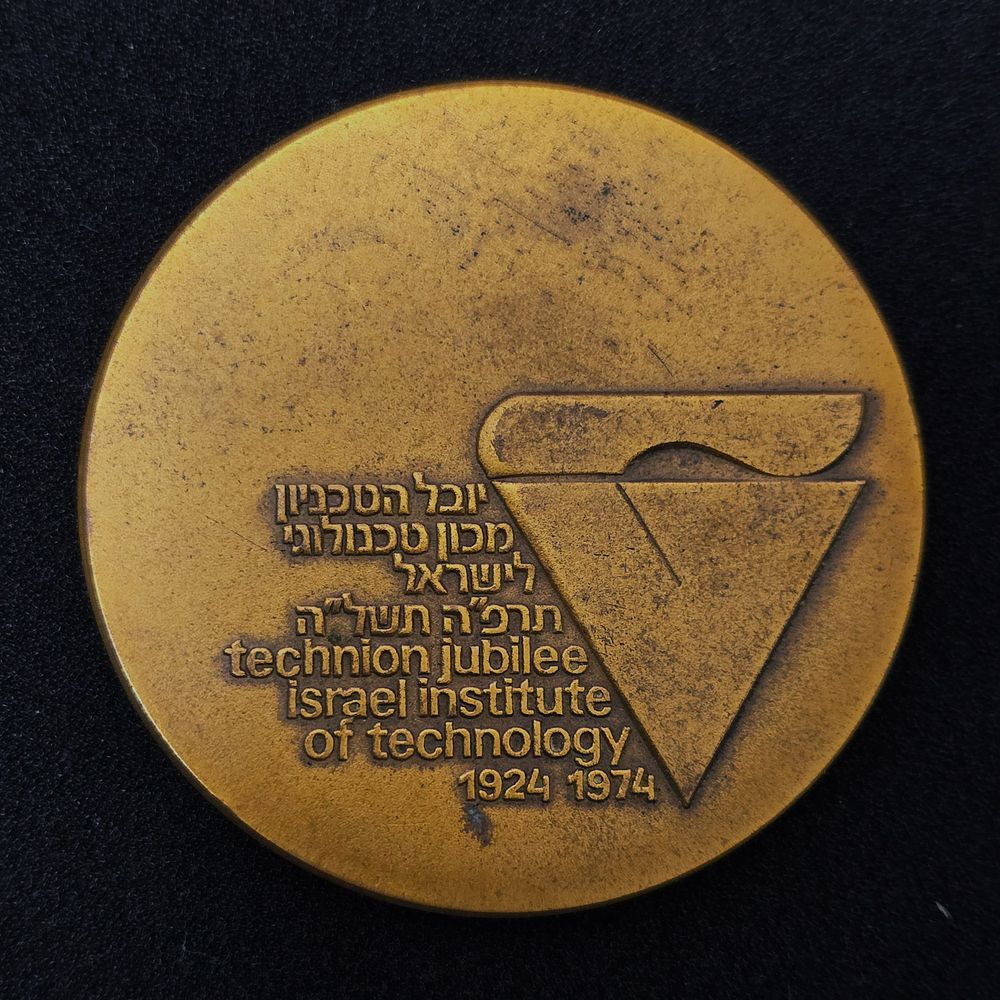 יובל הטכניון
מכון טכנולוגי
לישראל
תרפ"ה תשל"ה
technion jubilee
israel institute
of technology
1924 1974